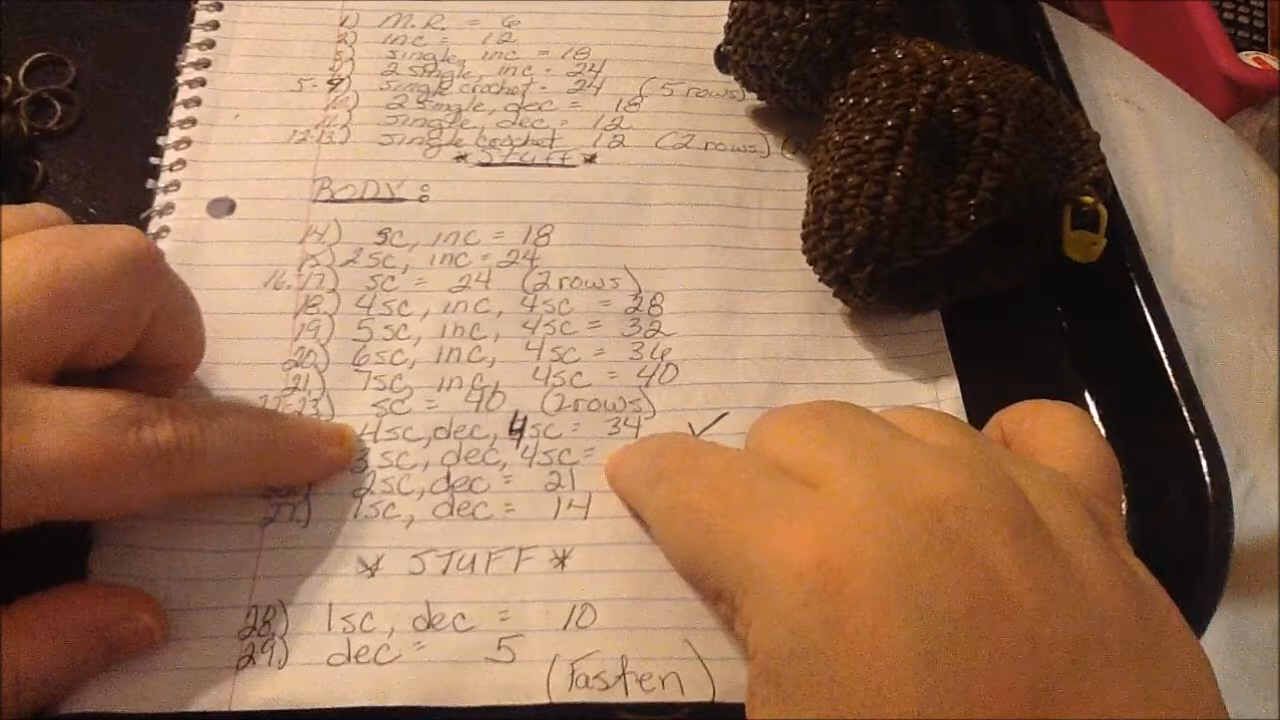 1.) M.R. = 6
2) inc = 12
3) single, inc = 18
2 single, inc = 24
5-9) single crochet = 24 (5 rows)
10) 2 single, dec = 18
11.) single, dec = 12
12-13.) single crochet 12 (2 rows) (
*STUFF*
BODY:
14.) sc, inc = 18
15.) 2sc, inc = 24
16-17.) sc = 24 (2 rows)
18.) 4sc, inc, 4sc = 28
19.) 5sc, inc, 4sc = 32
20.) 6sc, inc, 4sc = 36
21.) 7sc, inc, 4sc = 40
22-23.) sc = 40 (2 rows)
4sc, dec, 4sc = 34 ✓
3sc, dec, 4sc =
2sc, dec = 21
27.) 1sc, dec = 14
* STUFF *
28.) 1sc, dec = 10
29.) dec = 5
(Fasten)